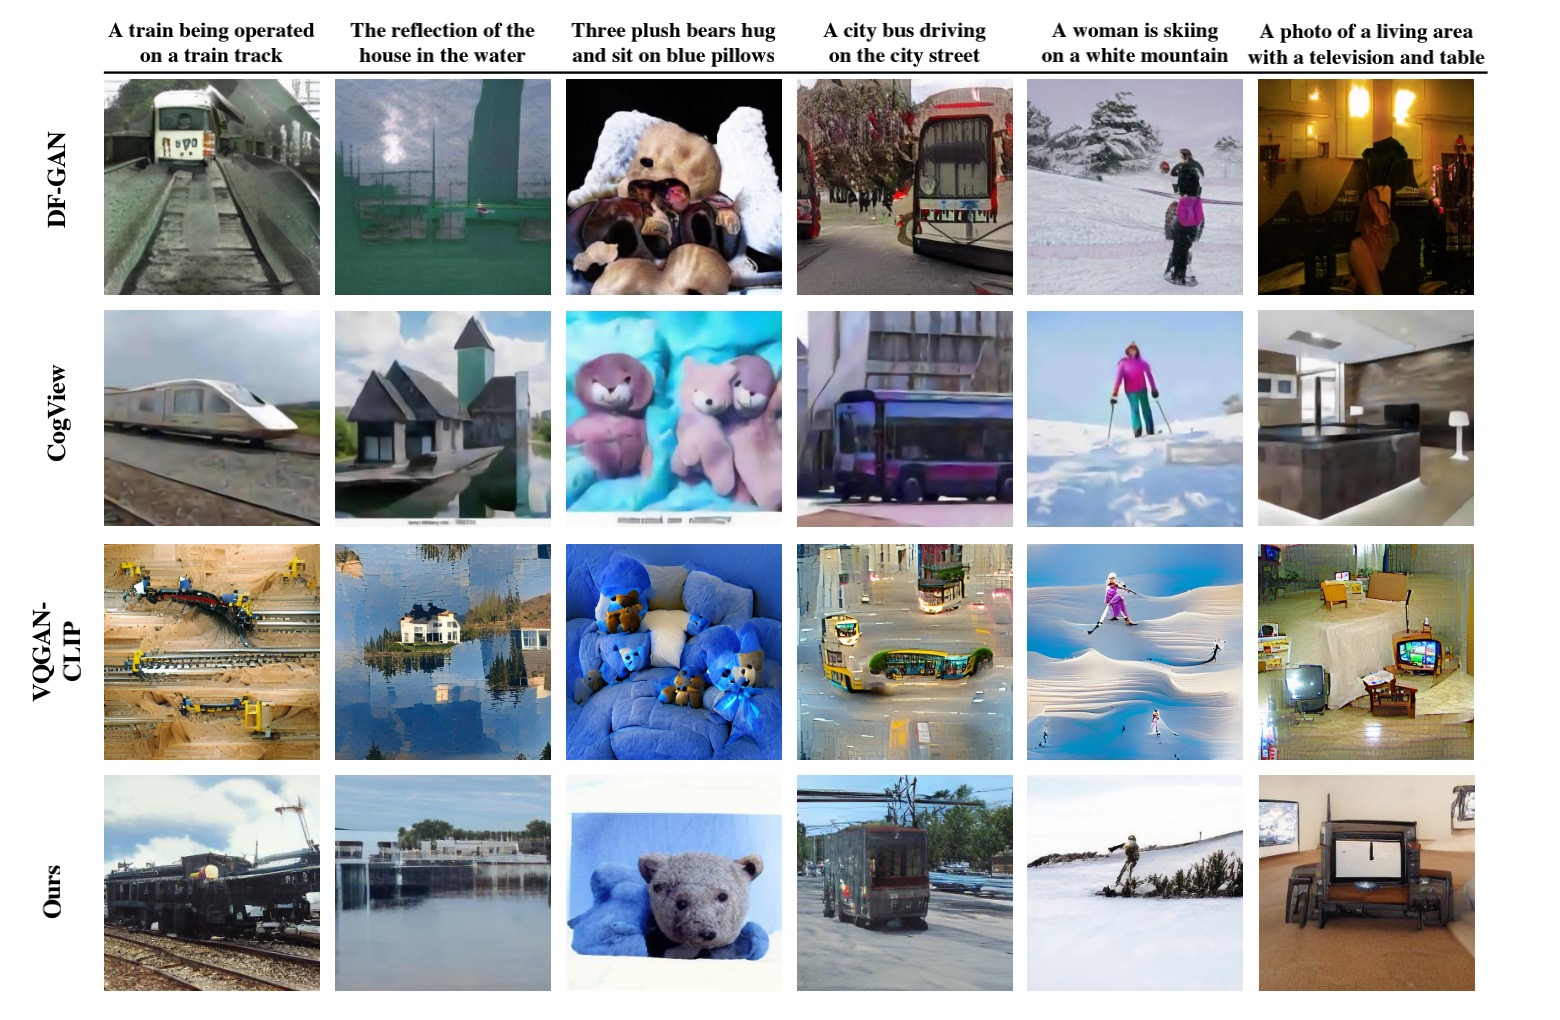 A train being operated
on a train track
The reflection of the
house in the water
Three plush bears hug
and sit on blue pillows
A city bus driving
on the city street
A woman is skiing
on a white mountain
A photo of a living area
with a television and table
DF-GAN
CogView
VQGAN-
CLIP
Ours